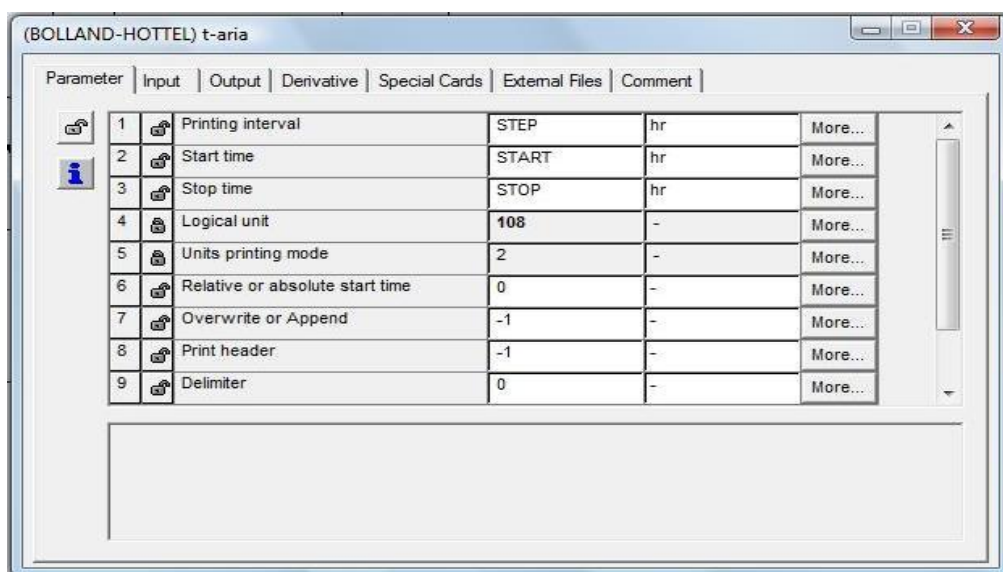 (BOLLAND-HOTTEL) t-aria
Parameter Input Output Derivative Special Cards External Files Comment
1 Printing interval STEP hr More...
2 Start time START hr More...
3 Stop time STOP hr More...
4 Logical unit 108 - More...
5 Units printing mode 2 - More...
6 Relative or absolute start time 0 - More...
7 Overwrite or Append -1 - More...
8 Print header -1 - More...
9 Delimiter 0 - More...